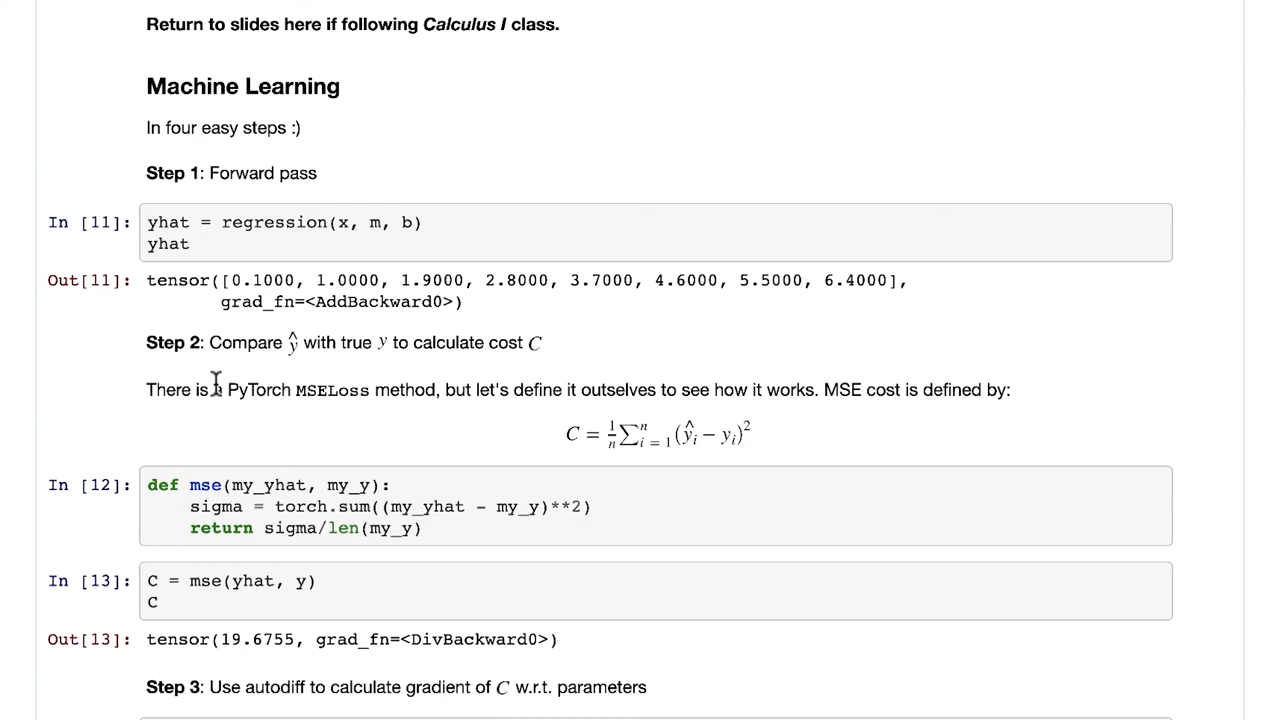 Return to slides here if following Calculus I class.
Machine Learning
In four easy steps :)
Step 1: Forward pass
In [11]: yhat = regression(x, m, b)
yhat
Out[11]: tensor([0.1000, 1.0000, 1.9000, 2.8000, 3.7000, 4.6000, 5.5000, 6.4000],
grad_fn=<AddBackward0>)
Step 2: Compare ŷ with true y to calculate cost C
There is a PyTorch MSELoss method, but let's define it outselves to see how it works. MSE cost is defined by:
C = 1/n ∑ⁿᵢ ₌ ₁ (ŷᵢ − yᵢ)²
In [12]: def mse(my_yhat, my_y):
sigma = torch.sum((my_yhat - my_y)**2)
return sigma/len(my_y)
In [13]: C = mse(yhat, y)
C
Out[13]: tensor(19.6755, grad_fn=<DivBackward0>)
Step 3: Use autodiff to calculate gradient of C w.r.t. parameters